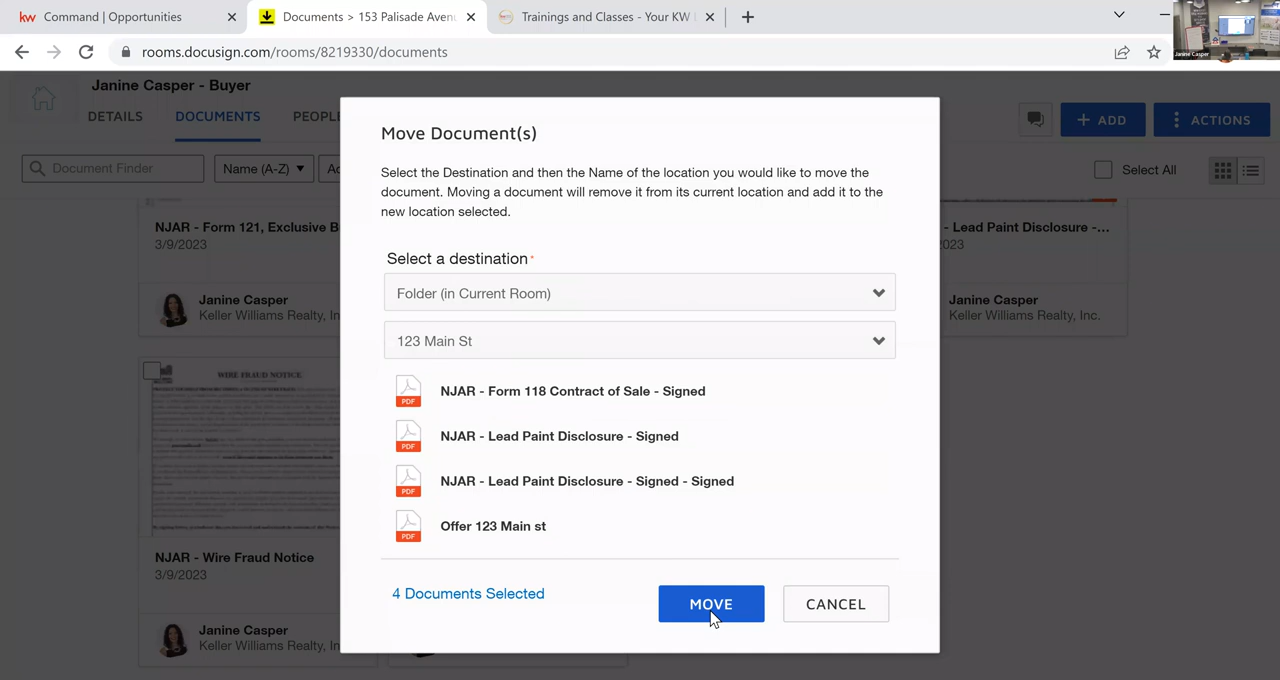 kw Command | Opportunities
Documents > 153 Palisade Aven
Trainings and Classes - Your KW
rooms.docusign.com/rooms/8219330/documents
Janine Casper
Janine Casper - Buyer
DETAILS
DOCUMENTS
PEOPLE
+ ADD
ACTIONS
Document Finder
Name (A-Z)
Select All
NJAR - Form 121, Exclusive B
3/9/2023
Janine Casper
Keller Williams Realty, In
- Lead Paint Disclosure -...
023
Janine Casper
Keller Williams Realty, Inc.
WIRE FRAUD NOTICE
NJAR - Wire Fraud Notice
3/9/2023
Janine Casper
Keller Williams Realty, In
Move Document(s)
Select the Destination and then the Name of the location you would like to move the
document. Moving a document will remove it from its current location and add it to the
new location selected.
Select a destination*
Folder (in Current Room)
123 Main St
PDF NJAR - Form 118 Contract of Sale - Signed
PDF NJAR - Lead Paint Disclosure - Signed
PDF NJAR - Lead Paint Disclosure - Signed - Signed
PDF Offer 123 Main st
4 Documents Selected
MOVE
CANCEL